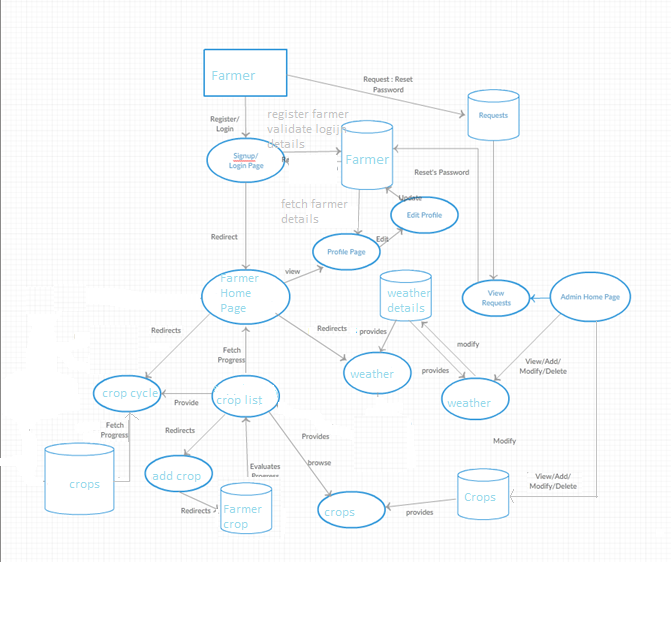 Farmer
Request : Reset
Password
Requests
Register/
Login
register farmer
validate login
details
Signup/
Login Page
Farmer
Reset's Password
Update
Edit Profile
fetch farmer
details
Redirect
Edit
Profile Page
view
Farmer
Home
Page
weather
details
View
Requests
Admin Home Page
Redirects
Fetch
Progress
Redirects
provides
modify
provides
View/Add/
Modify/Delete
weather
weather
crop cycle
Provide
crop list
Fetch
Progress
Redirects
Provides
browse
Modify
Evaluates
Progress
crops
add crop
Redirects
Farmer
crop
crops
provides
Crops
View/Add/
Modify/Delete